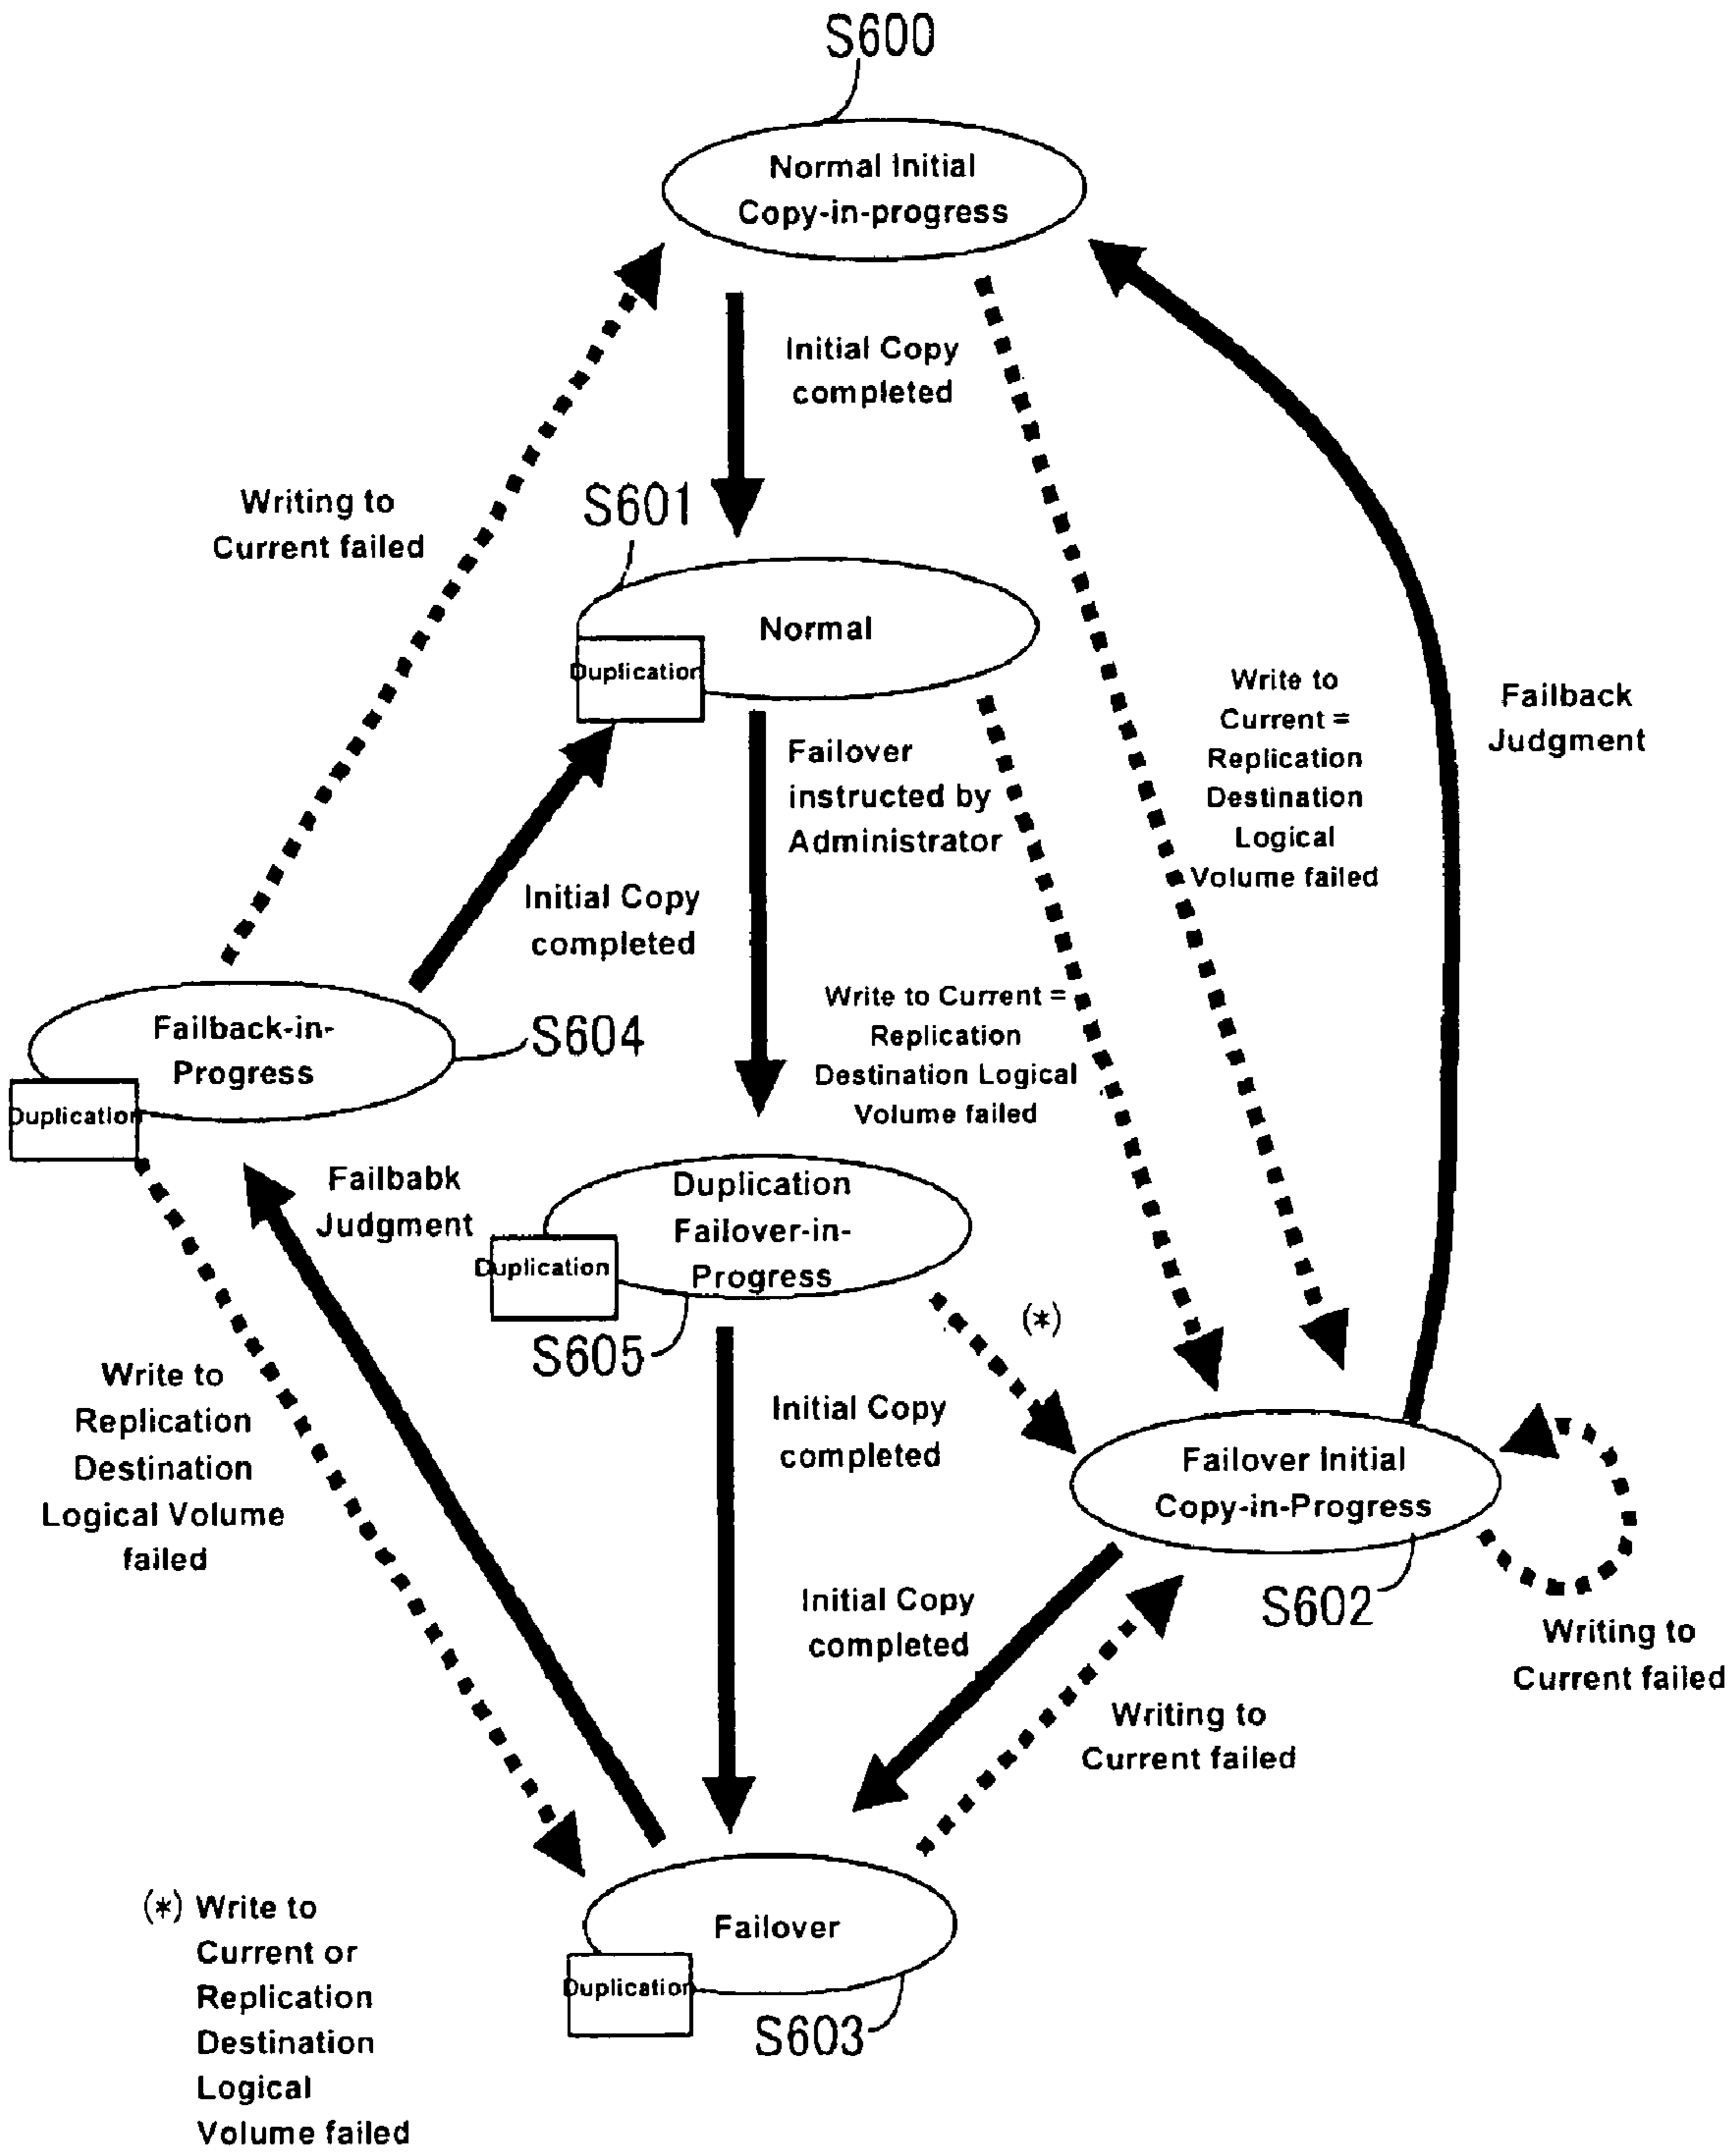 S600
Normal Initial
Copy-in-progress
Initial Copy
completed
Writing to
Current failed
S601
Normal
Duplication
Write to
Current =
Replication
Destination
Logical
Volume failed
Failback
Judgment
Failover
instructed by
Administrator
Initial Copy
completed
Write to Current =
Replication
Destination Logical
Volume failed
Failback-in-
Progress
S604
Duplication
Failbabk
Judgment
Duplication
Failover-in-
Progress
Duplication
S605
(*)
Write to
Replication
Destination
Logical Volume
failed
Initial Copy
completed
Failover Initial
Copy-in-Progress
S602
Initial Copy
completed
Writing to
Current failed
Writing to
Current failed
Failover
Duplication
S603
(*) Write to
Current or
Replication
Destination
Logical
Volume failed